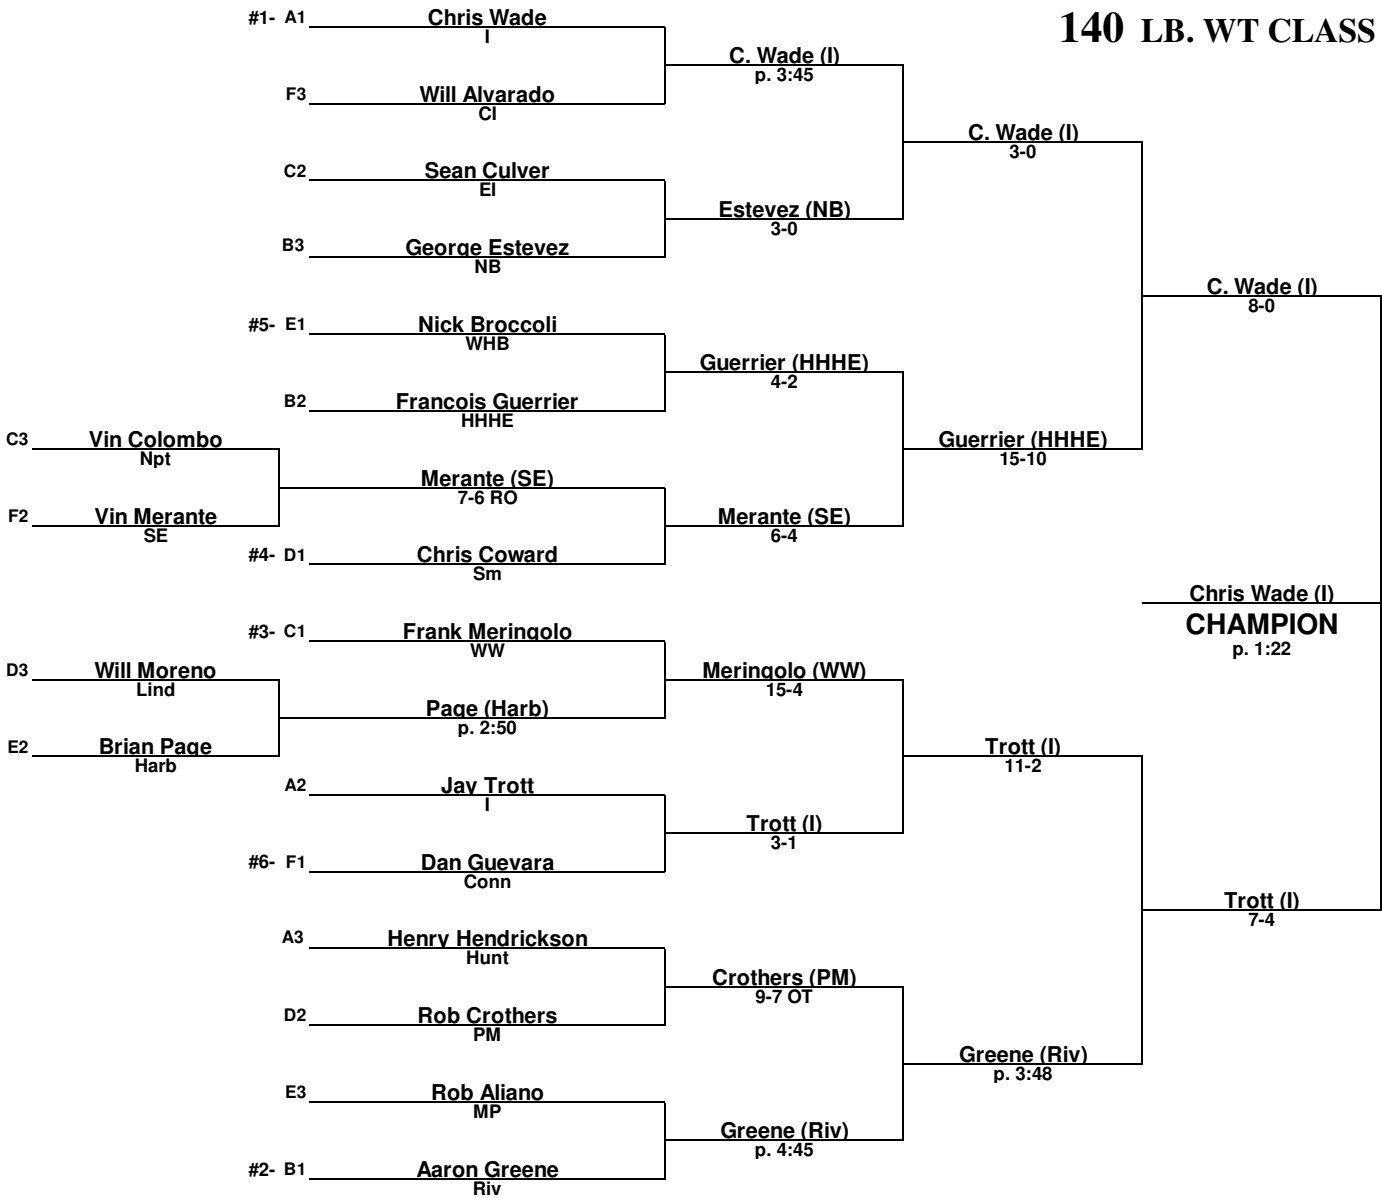 140 LB. WT CLASS
#1- A1 Chris Wade
I
C. Wade (I)
p. 3:45
F3 Will Alvarado
CI
C. Wade (I)
3-0
C2 Sean Culver
EI
Estevez (NB)
3-0
B3 George Estevez
NB
C. Wade (I)
8-0
#5- E1 Nick Broccoli
WHB
Guerrier (HHHE)
4-2
B2 Francois Guerrier
HHHE
C3 Vin Colombo
Npt
Guerrier (HHHE)
15-10
Merante (SE)
7-6 RO
F2 Vin Merante
SE
Merante (SE)
6-4
#4- D1 Chris Coward
Sm
Chris Wade (I)
CHAMPION
p. 1:22
#3- C1 Frank Meringolo
WW
D3 Will Moreno
Lind
Meringolo (WW)
15-4
Page (Harb)
p. 2:50
E2 Brian Page
Harb
Trott (I)
11-2
A2 Jay Trott
I
Trott (I)
3-1
#6- F1 Dan Guevara
Conn
Trott (I)
7-4
A3 Henry Hendrickson
Hunt
Crothers (PM)
9-7 OT
D2 Rob Crothers
PM
Greene (Riv)
p. 3:48
E3 Rob Aliano
MP
Greene (Riv)
p. 4:45
#2- B1 Aaron Greene
Riv